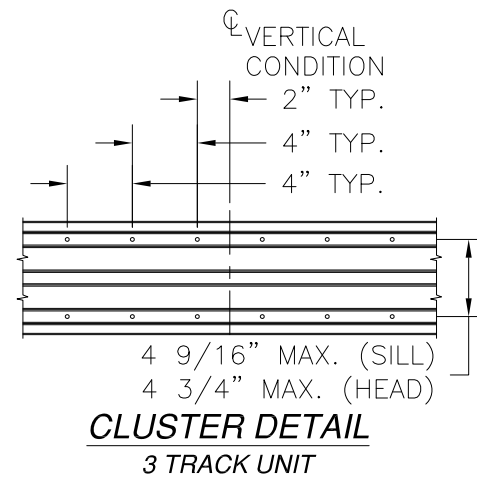 ℄ VERTICAL
CONDITION
2” TYP.
4” TYP.
4” TYP.
4 9/16” MAX. (SILL)
4 3/4” MAX. (HEAD)
CLUSTER DETAIL
3 TRACK UNIT